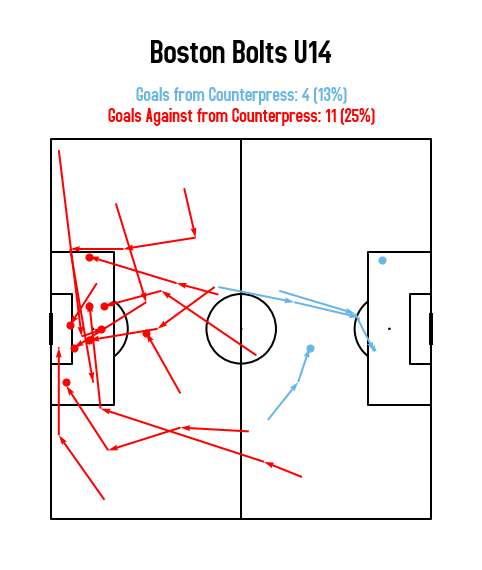 Boston Bolts U14
Goals from Counterpress: 4 (13%)
Goals Against from Counterpress: 11 (25%)